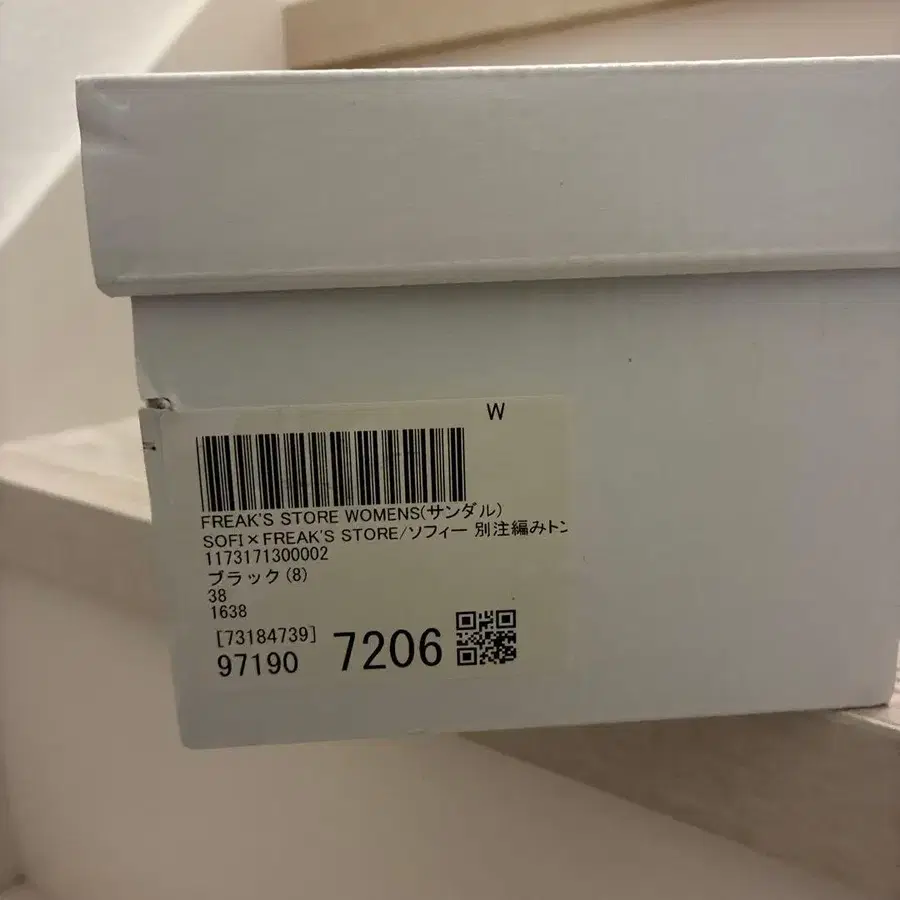 W
FREAK'S STORE WOMENS(サンダル)
SOFI×FREAK'S STORE/ソフィー 別注編みトン
1173171300002
ブラック(8)
38
1638
[73184739]
97190 7206